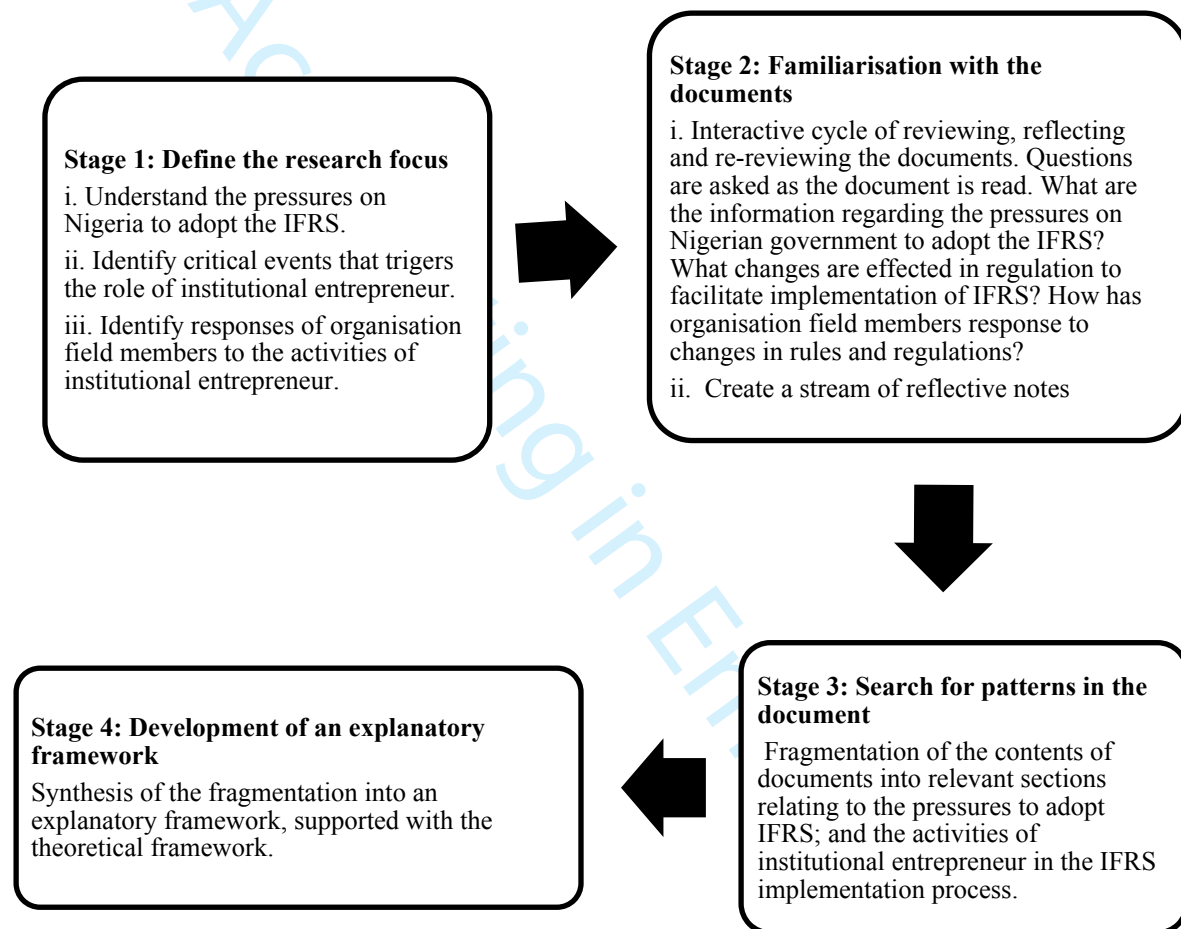 Stage 1: Define the research focus
i. Understand the pressures on
Nigeria to adopt the IFRS.
ii. Identify critical events that trigers
the role of institutional entrepreneur.
iii. Identify responses of organisation
field members to the activities of
institutional entrepreneur.
Stage 2: Familiarisation with the
documents
i. Interactive cycle of reviewing, reflecting
and re-reviewing the documents. Questions
are asked as the document is read. What are
the information regarding the pressures on
Nigerian government to adopt the IFRS?
What changes are effected in regulation to
facilitate implementation of IFRS? How has
organisation field members response to
changes in rules and regulations?
ii. Create a stream of reflective notes
Stage 3: Search for patterns in the
document
Fragmentation of the contents of
documents into relevant sections
relating to the pressures to adopt
IFRS; and the activities of
institutional entrepreneur in the IFRS
implementation process.
Stage 4: Development of an explanatory
framework
Synthesis of the fragmentation into an
explanatory framework, supported with the
theoretical framework.